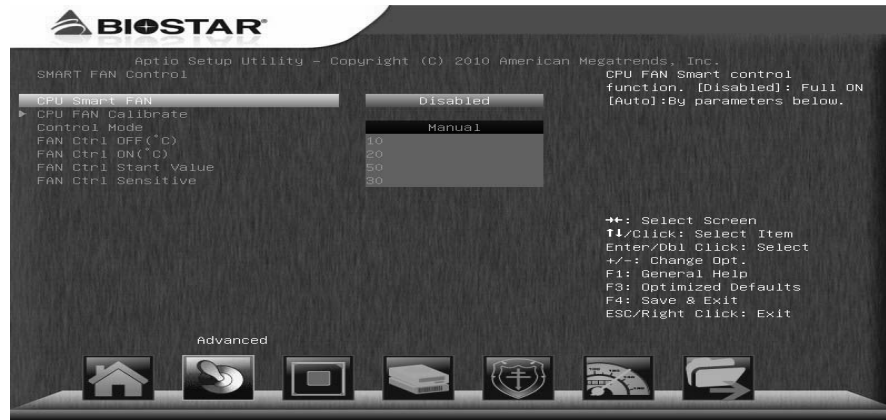 BIOSTAR
Aptio Setup Utility – Copyright (C) 2010 American Megatrends, Inc.
SMART FAN Control
CPU Smart FAN Disabled
▶ CPU FAN Calibrate
Control Mode Manual
FAN Ctrl OFF(°C) 10
FAN Ctrl ON(°C) 20
FAN Ctrl Start Value 50
FAN Ctrl Sensitive 30
CPU FAN Smart control
function. [Disabled]: Full ON
[Auto]:By parameters below.
→←: Select Screen
↑↓/Click: Select Item
Enter/Dbl Click: Select
+/-: Change Opt.
F1: General Help
F3: Optimized Defaults
F4: Save & Exit
ESC/Right Click: Exit
Advanced